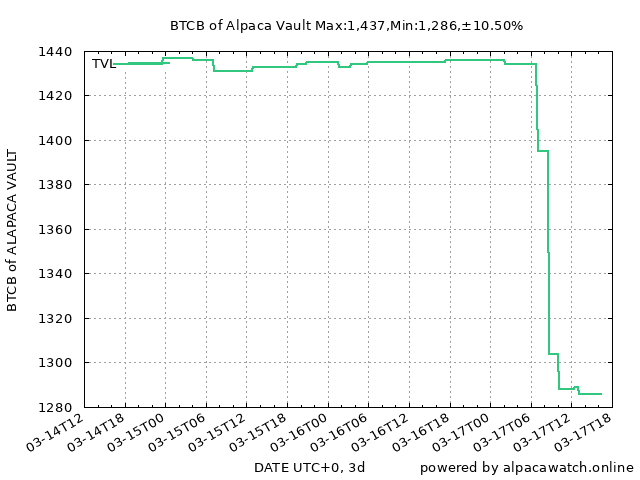 BTCB of Alpaca Vault Max:1,437,Min:1,286,±10.50%
1440
TVL
1420
1400
1380
1360
1340
1320
1300
1280
BTCB of ALAPACA VAULT
03-14T12
03-14T18
03-15T00
03-15T06
03-15T12
03-15T18
03-16T00
03-16T06
03-16T12
03-16T18
03-17T00
03-17T06
03-17T12
03-17T18
DATE UTC+0, 3d
powered by alpacawatch.online